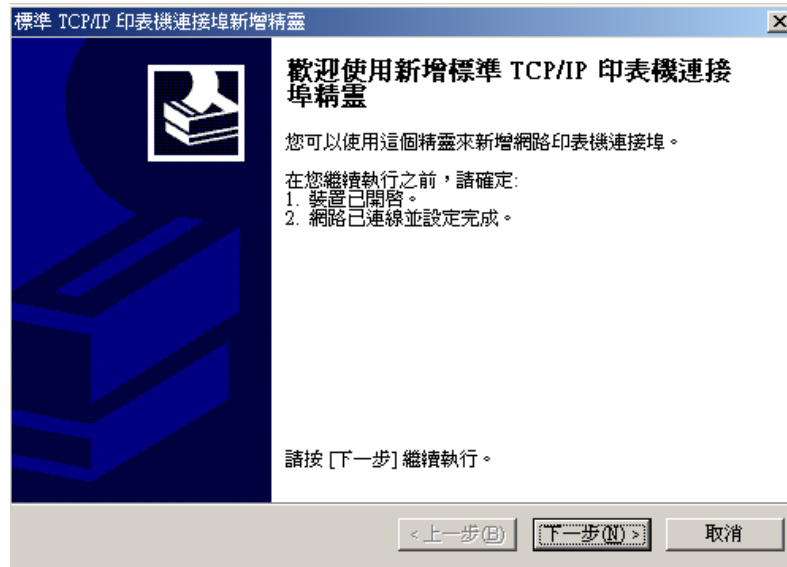 標準 TCP/IP 印表機連接埠新增精靈
歡迎使用新增標準 TCP/IP 印表機連接
埠精靈
您可以使用這個精靈來新增網路印表機連接埠。
在您繼續執行之前，請確定:
1. 裝置已開啓。
2. 網路已連線並設定完成。
請按 [下一步] 繼續執行。
< 上一步(B)
下一步(N) >
取消